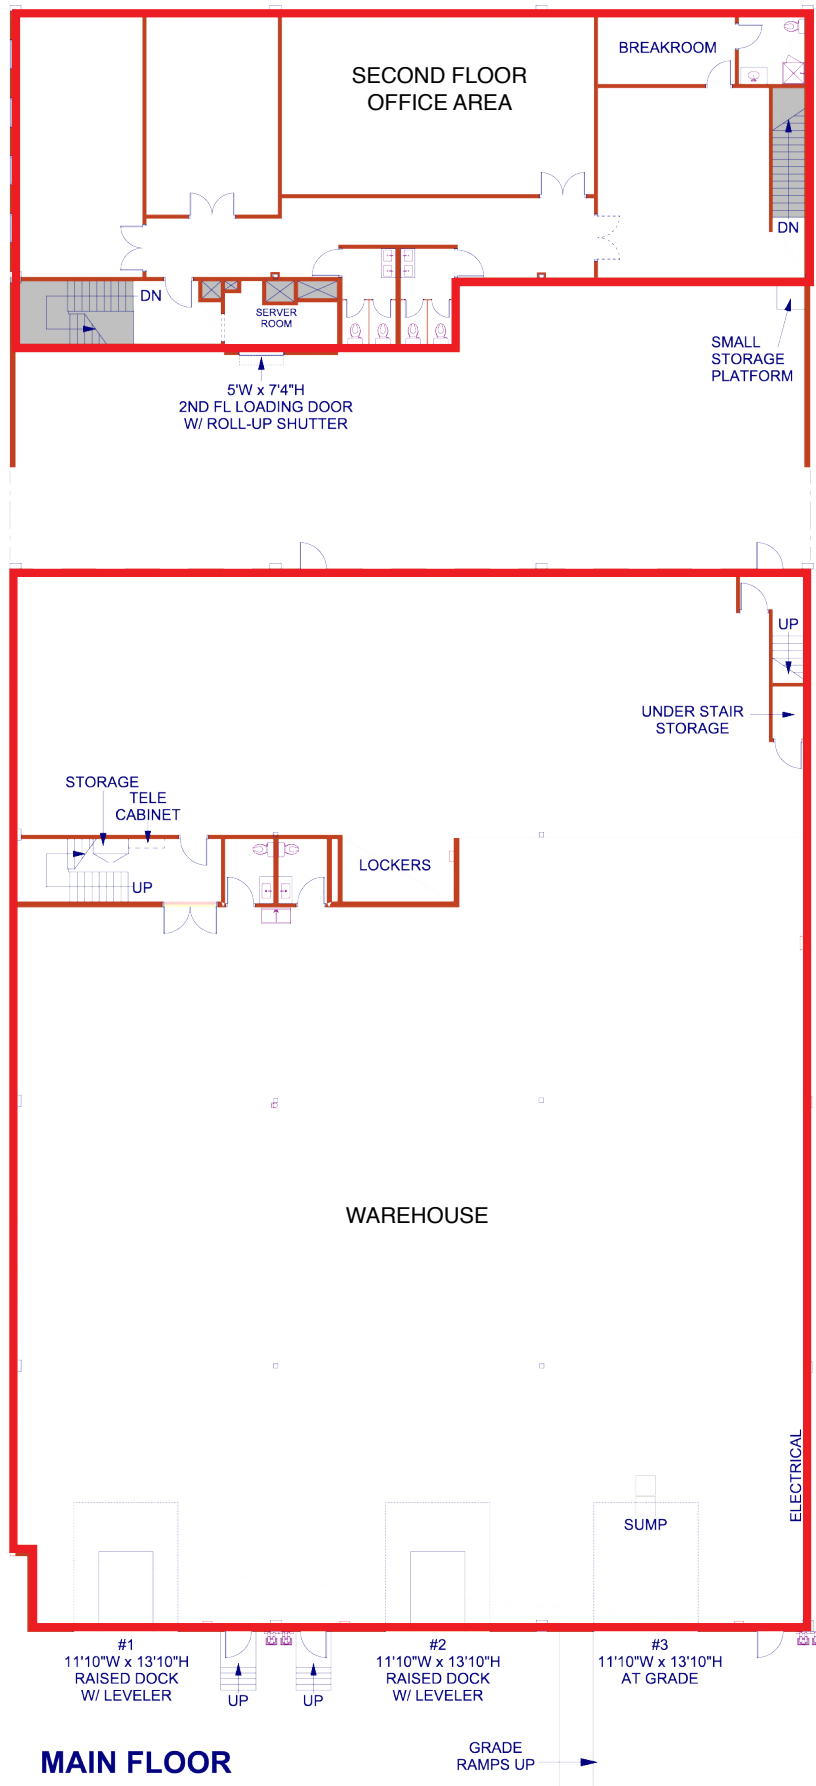 BREAKROOM
SECOND FLOOR
OFFICE AREA
DN
DN
SERVER
ROOM
SMALL
STORAGE
PLATFORM
5'W x 7'4"H
2ND FL LOADING DOOR
W/ ROLL-UP SHUTTER
UP
UNDER STAIR
STORAGE
STORAGE
TELE
CABINET
LOCKERS
UP
WAREHOUSE
ELECTRICAL
SUMP
#1
11'10"W x 13'10"H
RAISED DOCK
W/ LEVELER
UP
UP
#2
11'10"W x 13'10"H
RAISED DOCK
W/ LEVELER
#3
11'10"W x 13'10"H
AT GRADE
GRADE
RAMPS UP
MAIN FLOOR